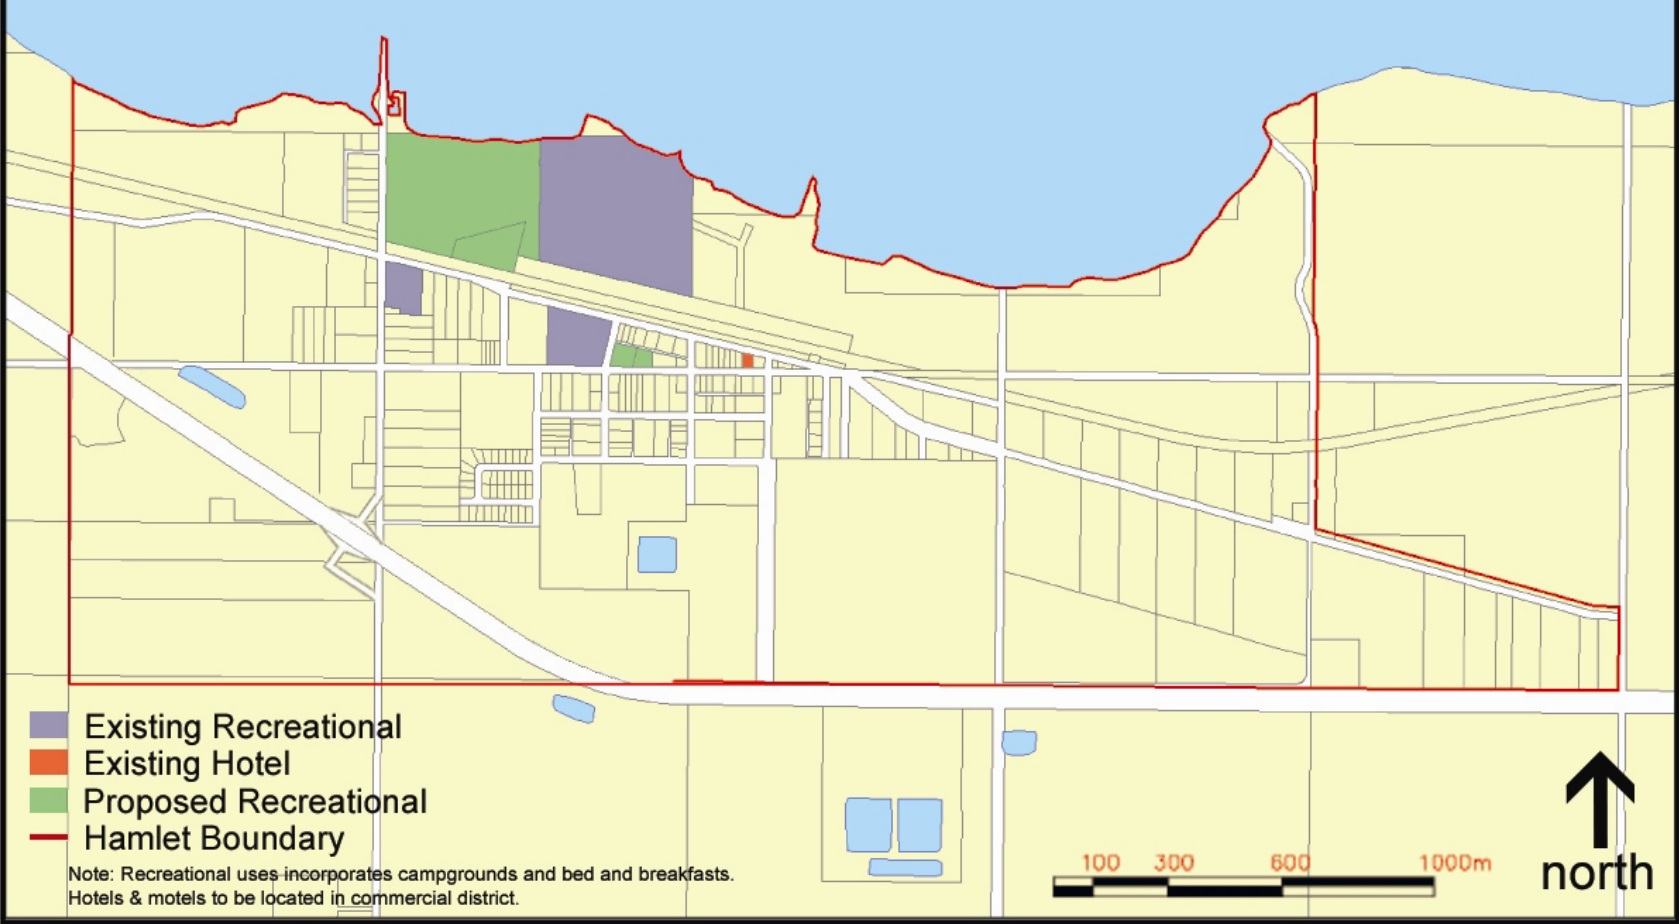 Existing Recreational
Existing Hotel
Proposed Recreational
Hamlet Boundary
Note: Recreational uses incorporates campgrounds and bed and breakfasts.
Hotels & motels to be located in commercial district.
100 300 600 1000m
north